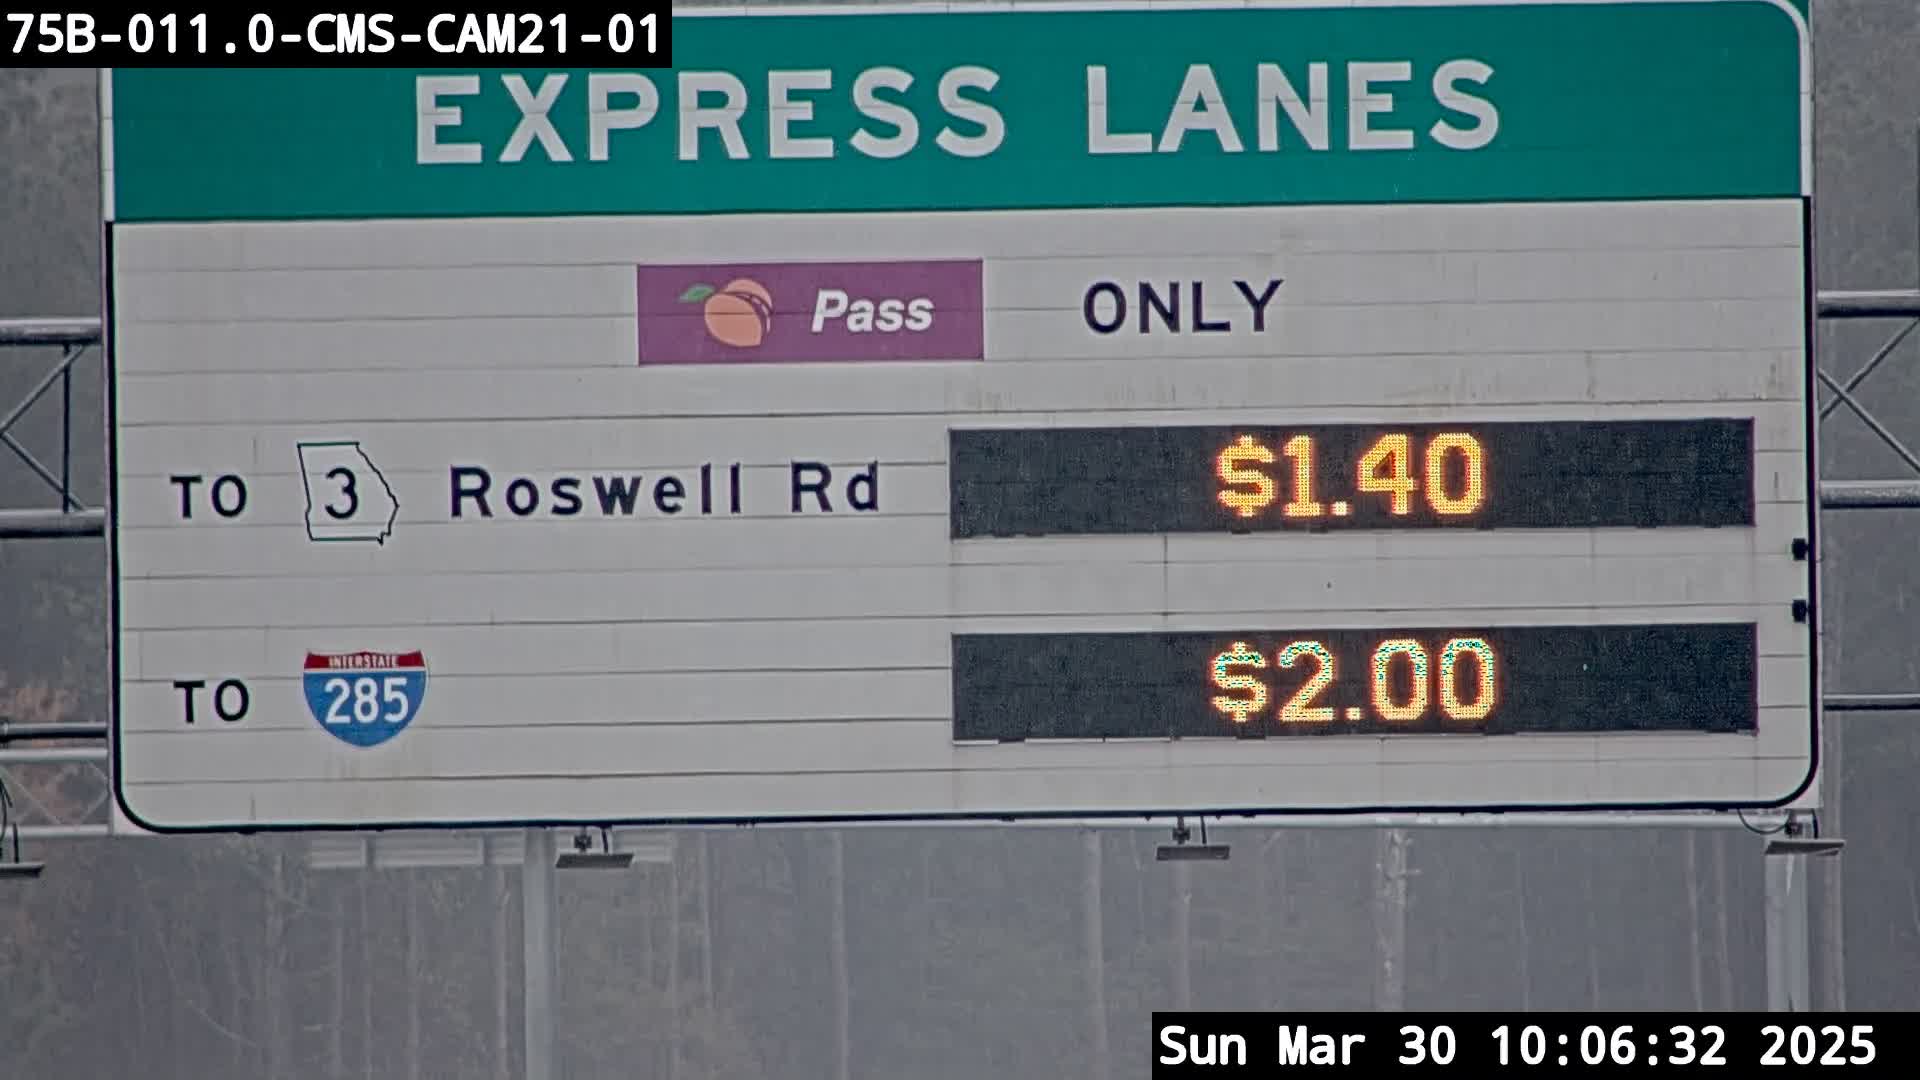 75B-011.0-CMS-CAM21-01
EXPRESS LANES
Pass ONLY
TO 3 Roswell Rd $1.40
INTERSTATE
TO 285 $2.00
Sun Mar 30 10:06:32 2025